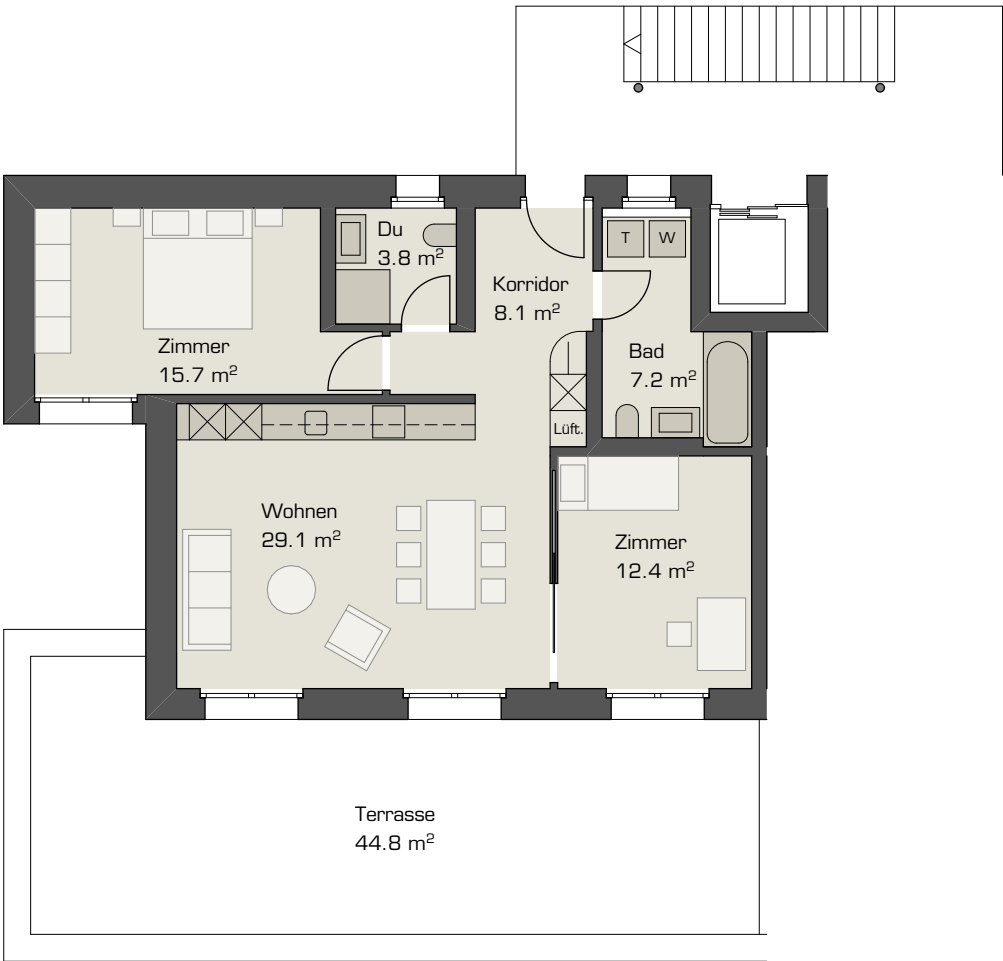 Du
3.8 m²
T
W
Korridor
8.1 m²
Zimmer
15.7 m²
Bad
7.2 m²
Lüft.
Wohnen
29.1 m²
Zimmer
12.4 m²
Terrasse
44.8 m²